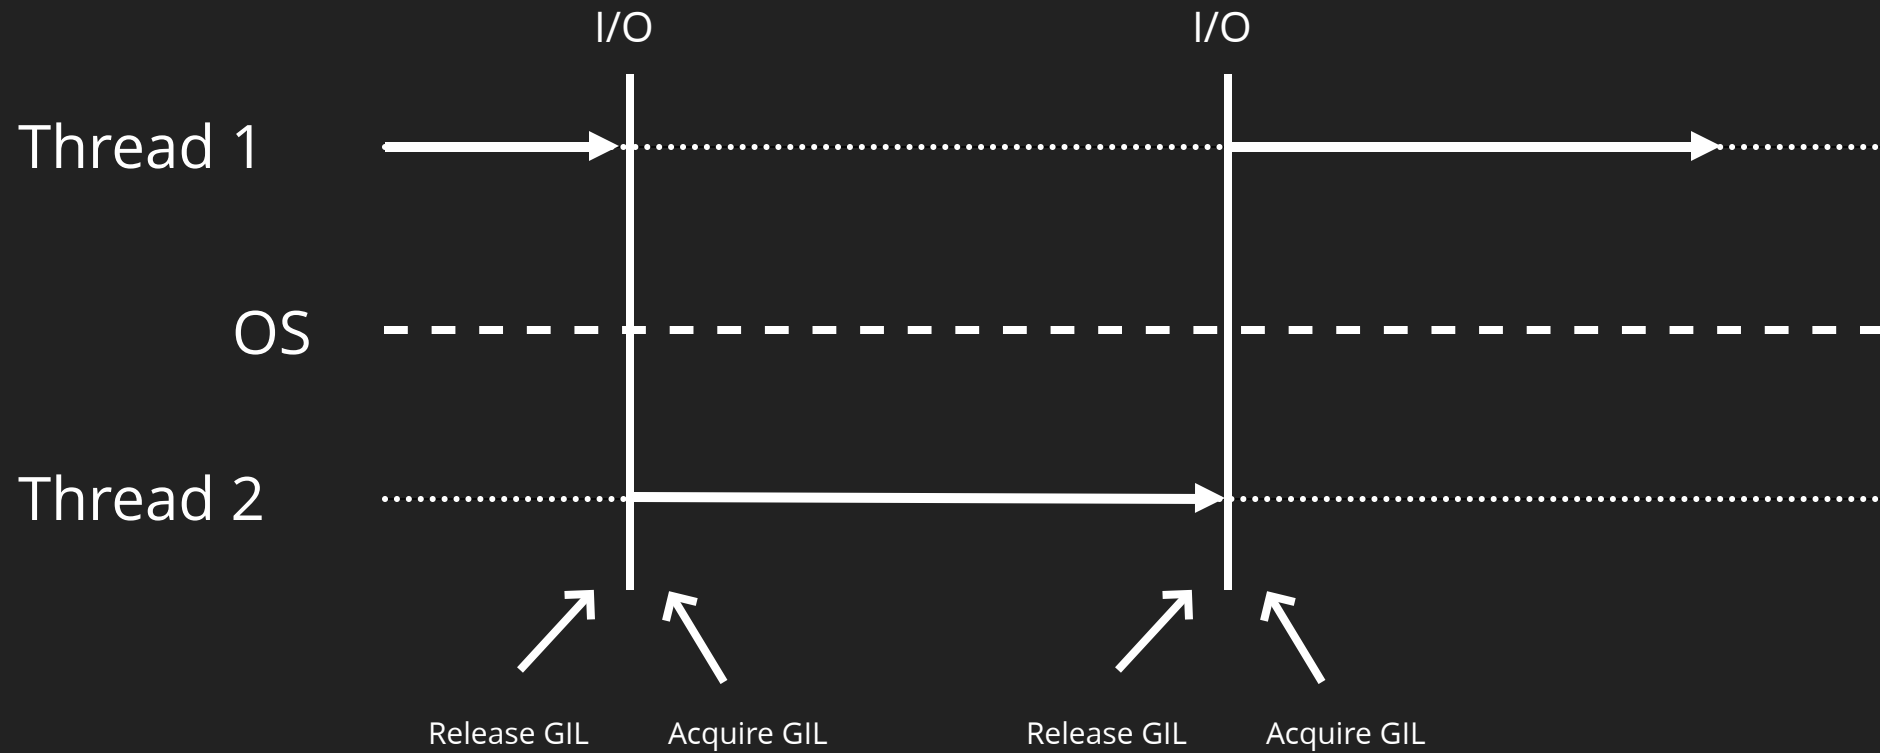 I/O
I/O
Thread 1
OS
Thread 2
Release GIL
Acquire GIL
Release GIL
Acquire GIL